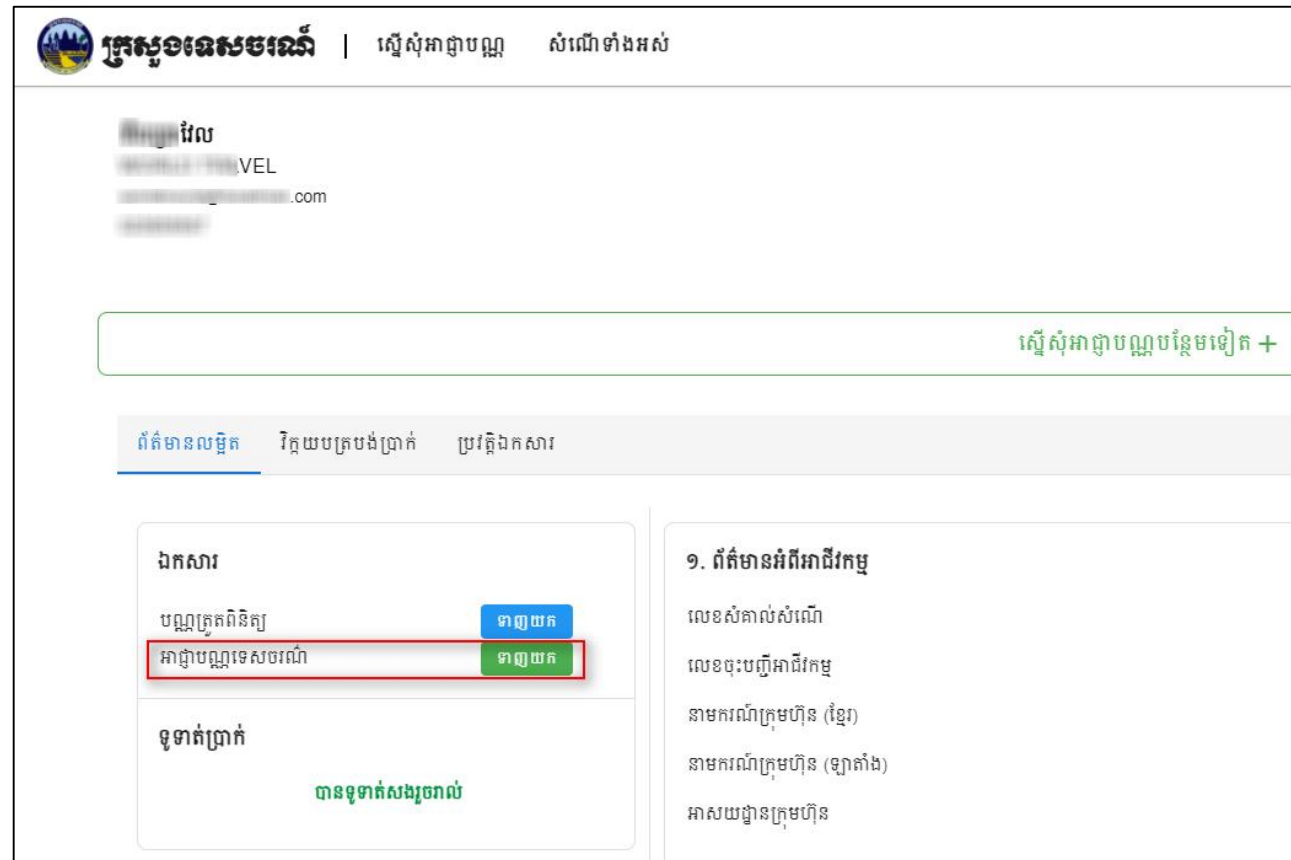 ក្រសួងទេសចរណ៍ | ស្នើសុំអាជ្ញាបណ្ណ សំណើទាំងអស់
វែល
VEL
.com
ស្នើសុំអាជ្ញាបណ្ណបន្ថែមទៀត +
ព័ត៌មានលម្អិត វិក្កយបត្របង់ប្រាក់ ប្រវត្តិឯកសារ
ឯកសារ
បណ្ណត្រួតពិនិត្យ ទាញយក
អាជ្ញាបណ្ណទេសចរណ៍ ទាញយក
ទូទាត់ប្រាក់
បានទូទាត់សងរួចរាល់
១. ព័ត៌មានអំពីអាជីវកម្ម
លេខសំគាល់សំណើ
លេខចុះបញ្ជីអាជីវកម្ម
នាមករណ៍ក្រុមហ៊ុន (ខ្មែរ)
នាមករណ៍ក្រុមហ៊ុន (ឡាតាំង)
អាសយដ្ឋានក្រុមហ៊ុន